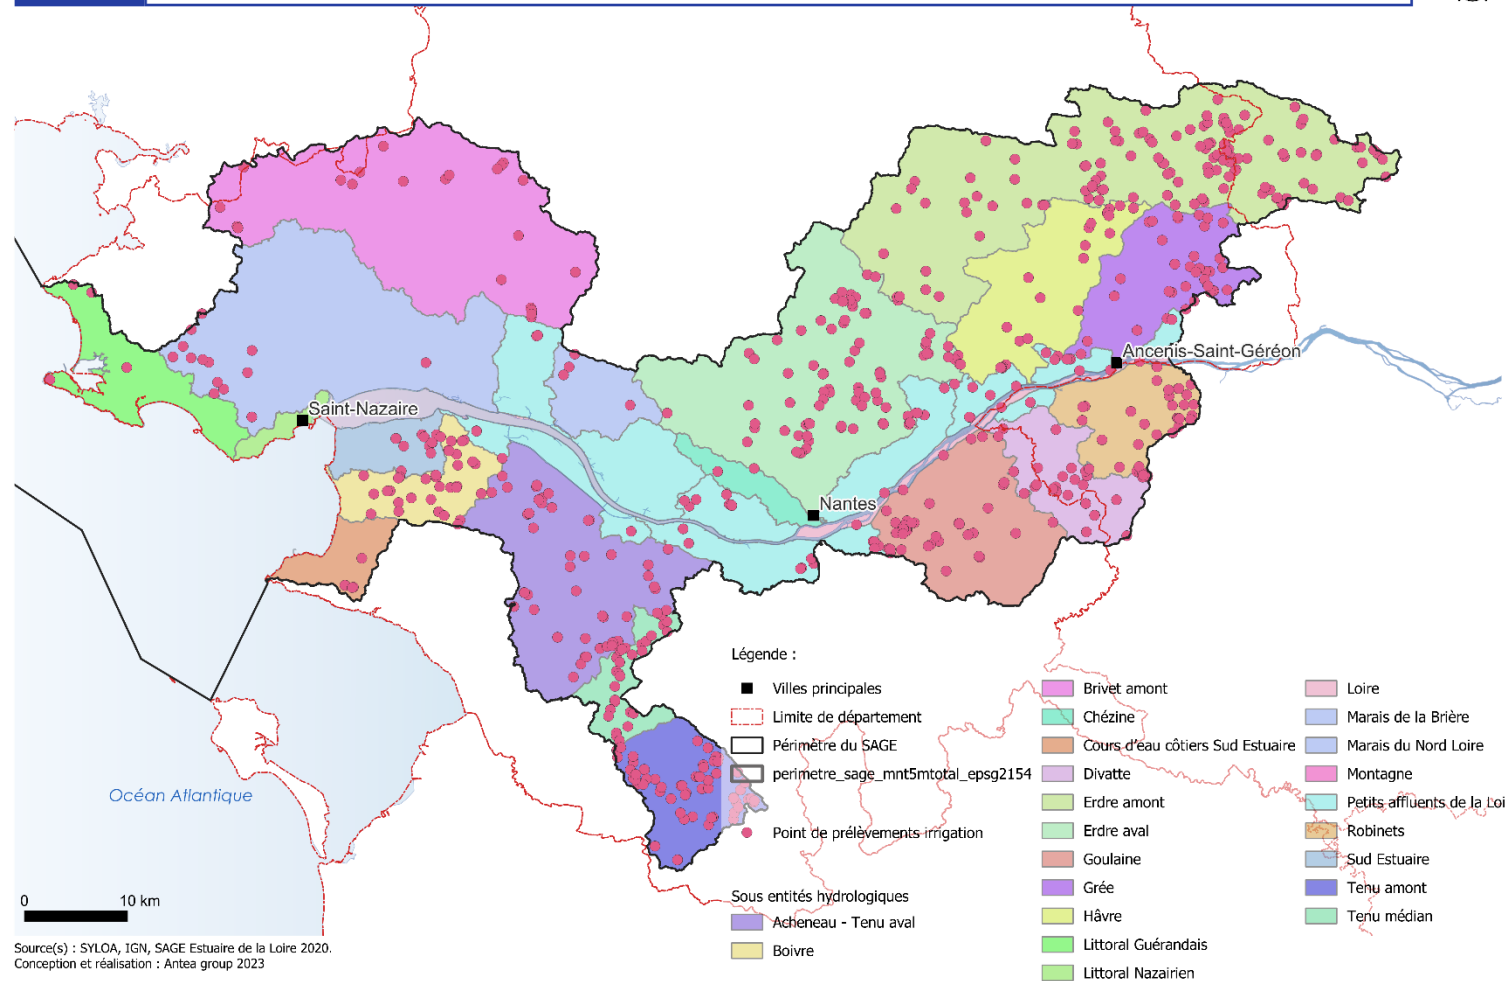 Ancenis-Saint-Géréon
Saint-Nazaire
Nantes
Océan Atlantique
Légende :
Villes principales
Limite de département
Périmètre du SAGE
perimetre_sage_mnt5mtotal_epsg2154
Point de prélèvements irrigation
Sous entités hydrologiques
Acheneau - Tenu aval
Boivre
Brivet amont
Chézine
Cours d'eau côtiers Sud Estuaire
Divatte
Erdre amont
Erdre aval
Goulaine
Grée
Hâvre
Littoral Guérandais
Littoral Nazairien
Loire
Marais de la Brière
Marais du Nord Loire
Montagne
Petits affluents de la Loi
Robinets
Sud Estuaire
Tenu amont
Tenu médian
0 10 km
Source(s) : SYLOA, IGN, SAGE Estuaire de la Loire 2020.
Conception et réalisation : Antea group 2023